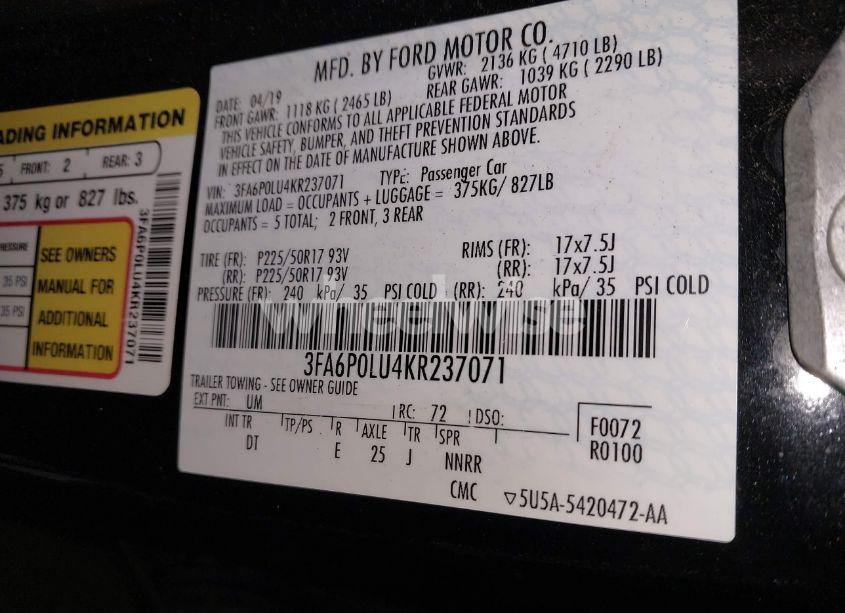 ADING INFORMATION
5 FRONT: 2 REAR: 3
375 kg or 827 lbs.
PRESSURE
35 PSI
35 PSI
SEE OWNERS
MANUAL FOR
ADDITIONAL
INFORMATION
3FA6P0LU4KR237071
MFD. BY FORD MOTOR CO.
DATE: 04/19 GVWR: 2136 KG ( 4710 LB)
FRONT GAWR: 1118 KG ( 2465 LB) REAR GAWR: 1039 KG ( 2290 LB)
THIS VEHICLE CONFORMS TO ALL APPLICABLE FEDERAL MOTOR
VEHICLE SAFETY, BUMPER, AND THEFT PREVENTION STANDARDS
IN EFFECT ON THE DATE OF MANUFACTURE SHOWN ABOVE.
VIN: 3FA6P0LU4KR237071 TYPE: Passenger Car
MAXIMUM LOAD = OCCUPANTS + LUGGAGE = 375KG/ 827LB
OCCUPANTS = 5 TOTAL; 2 FRONT, 3 REAR
TIRE (FR): P225/50R17 93V RIMS (FR): 17x7.5J
(RR): P225/50R17 93V (RR): 17x7.5J
PRESSURE (FR): 240 kPa/ 35 PSI COLD (RR): 240 kPa/ 35 PSI COLD
wheelwise
3FA6P0LU4KR237071
TRAILER TOWING - SEE OWNER GUIDE
EXT PNT: UM RC: 72 DSO:
INT TR TP/PS R AXLE TR SPR
DT E 25 J NNRR
F0072
R0100
CMC ▽5U5A-5420472-AA